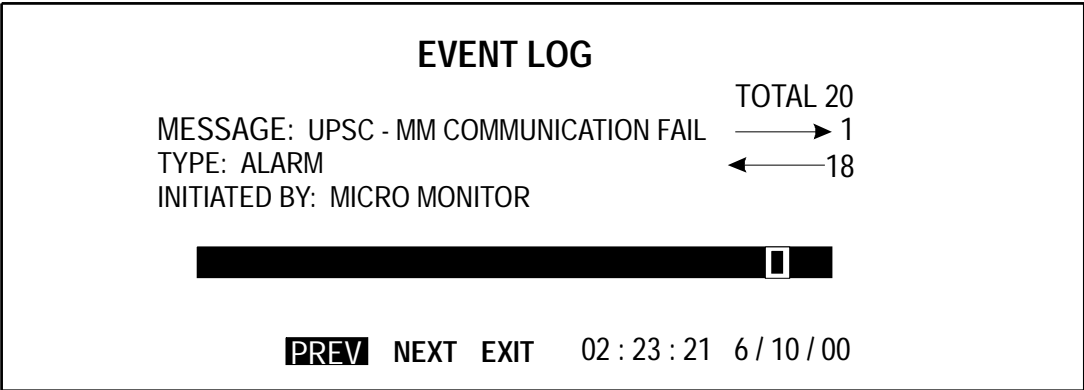 EVENT LOG
TOTAL 20
MESSAGE: UPSC - MM COMMUNICATION FAIL 1
TYPE: ALARM 18
INITIATED BY: MICRO MONITOR
PREV NEXT EXIT 02 : 23 : 21 6 / 10 / 00